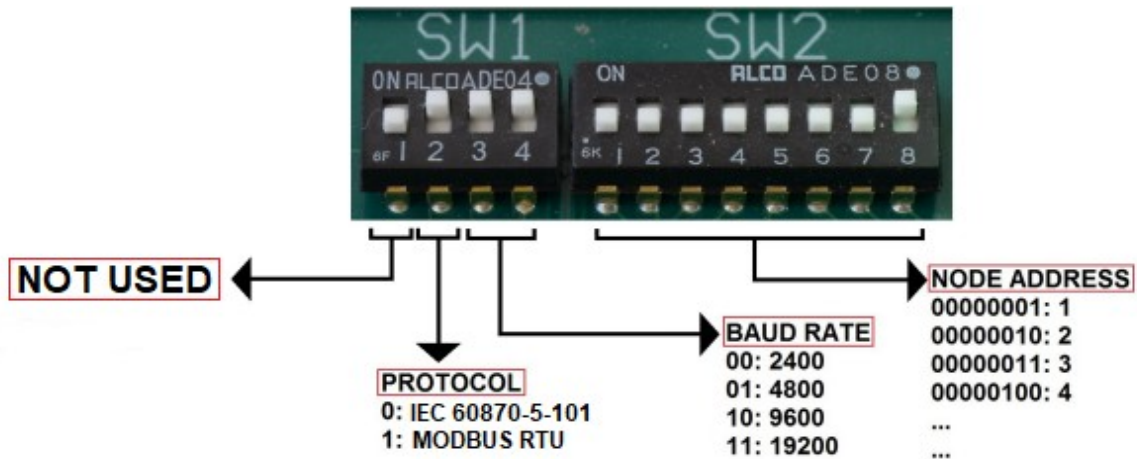 SW1
SW2
ON ALCO ADE04
6F 1 2 3 4
ON ALCO ADE08
6K 1 2 3 4 5 6 7 8
NOT USED
PROTOCOL
0: IEC 60870-5-101
1: MODBUS RTU
BAUD RATE
00: 2400
01: 4800
10: 9600
11: 19200
NODE ADDRESS
00000001: 1
00000010: 2
00000011: 3
00000100: 4
...
...